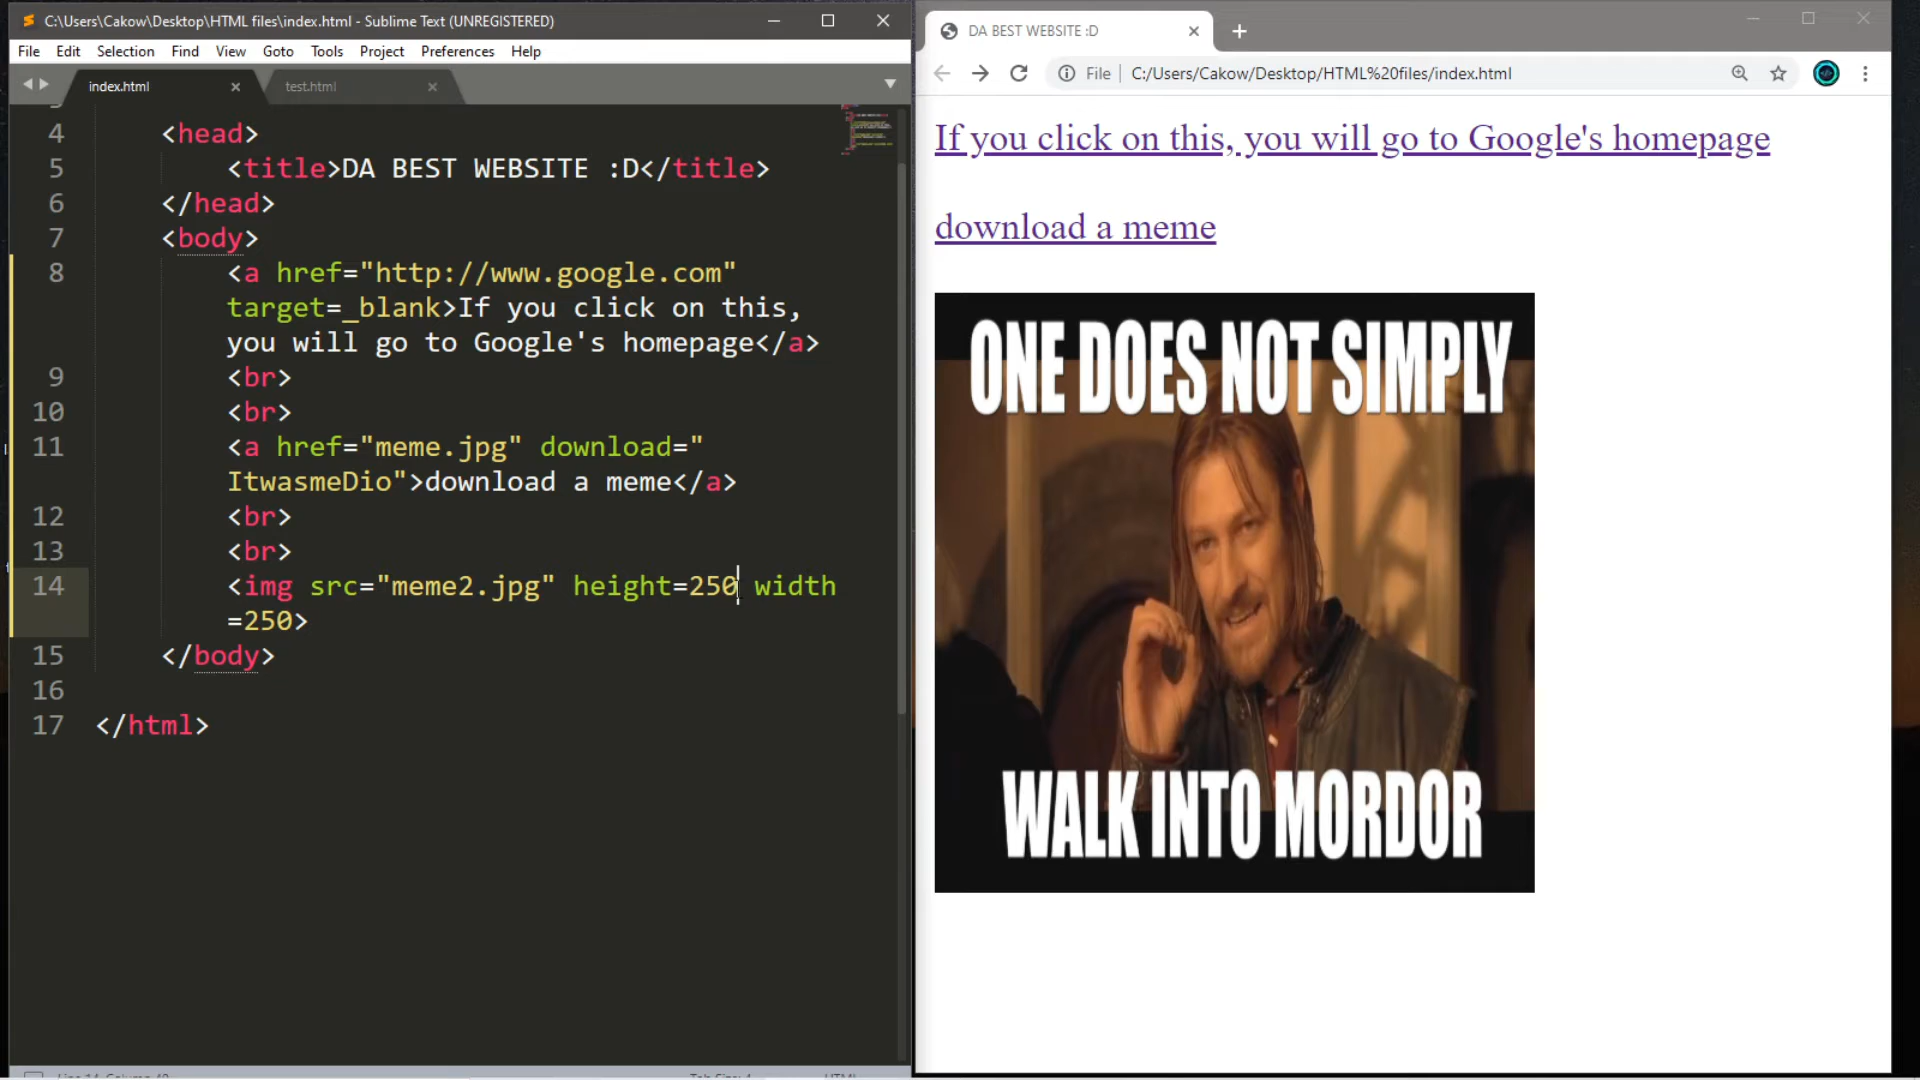 C:\Users\Cakow\Desktop\HTML files\index.html - Sublime Text (UNREGISTERED)
File Edit Selection Find View Goto Tools Project Preferences Help
index.html test.html
4 <head>
5 <title>DA BEST WEBSITE :D</title>
6 </head>
7 <body>
8 <a href="http://www.google.com"
target=_blank>If you click on this,
you will go to Google's homepage</a>
9 <br>
10 <br>
11 <a href="meme.jpg" download="
ItwasmeDio">download a meme</a>
12 <br>
13 <br>
14 <img src="meme2.jpg" height=250 width
=250>
15 </body>
16
17 </html>
DA BEST WEBSITE :D
File C:/Users/Cakow/Desktop/HTML%20files/index.html
If you click on this, you will go to Google's homepage
download a meme
ONE DOES NOT SIMPLY
WALK INTO MORDOR